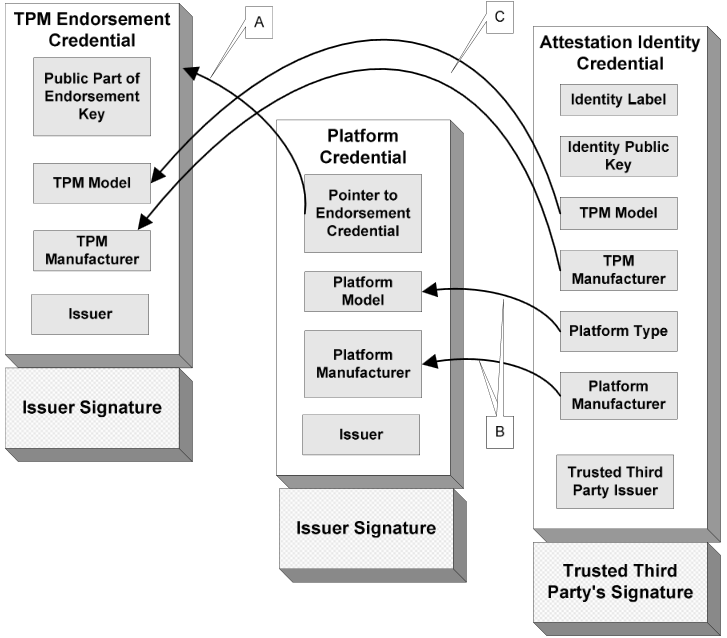 TPM Endorsement
Credential
Public Part of
Endorsement
Key
TPM Model
TPM
Manufacturer
Issuer
Issuer Signature
A
Platform
Credential
Pointer to
Endorsement
Credential
Platform
Model
Platform
Manufacturer
Issuer
Issuer Signature
C
B
Attestation Identity
Credential
Identity Label
Identity Public
Key
TPM Model
TPM
Manufacturer
Platform Type
Platform
Manufacturer
Trusted Third
Party Issuer
Trusted Third
Party's Signature